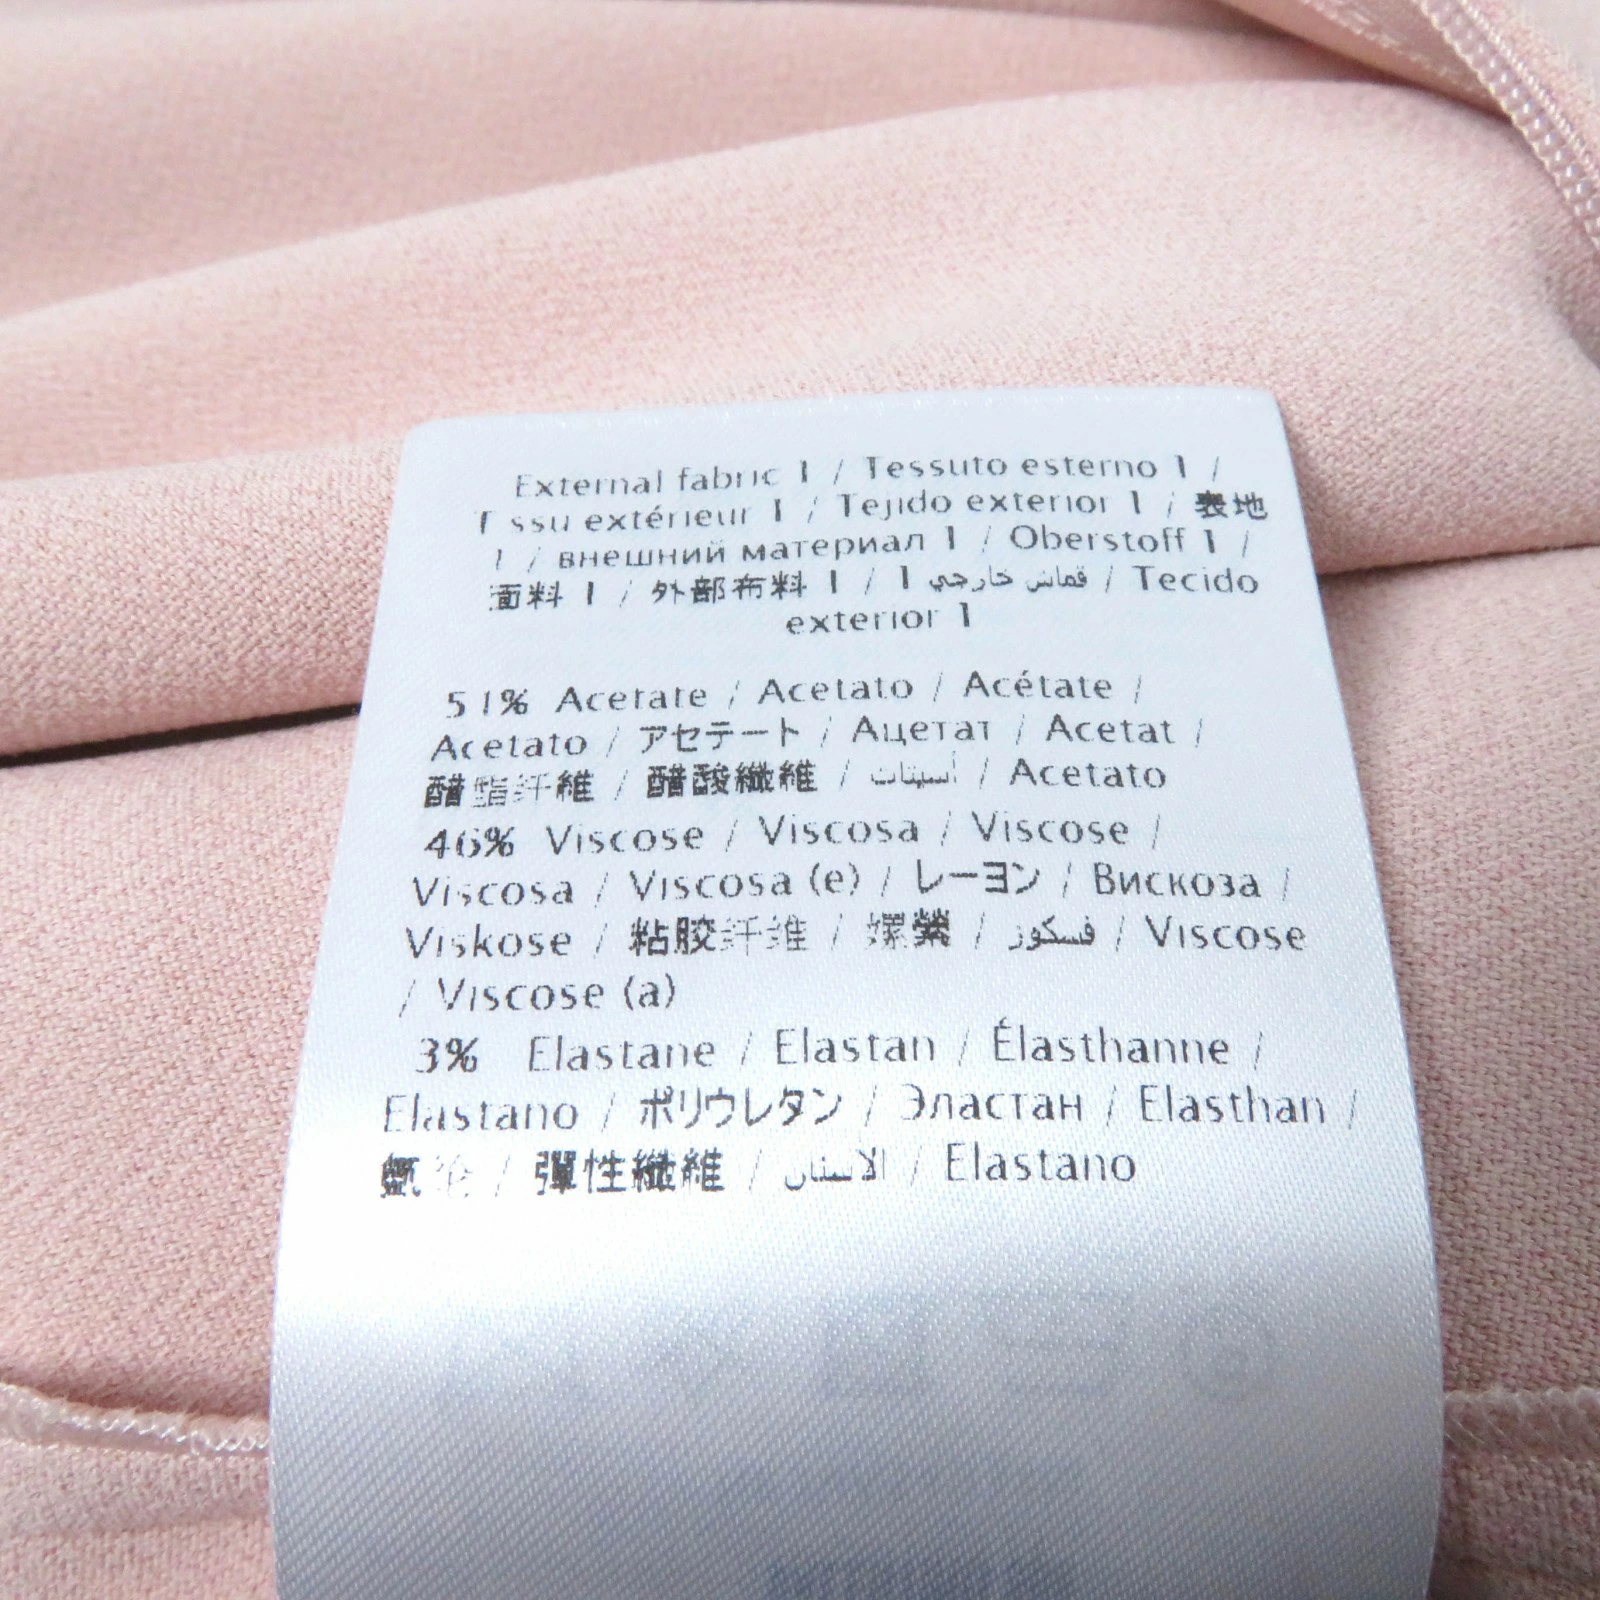 External fabric 1 / Tessuto esterno 1 /
Tissu extérieur 1 / Tejido exterior 1 / 表地
1 / внешний материал 1 / Oberstoff 1 /
面料 1 / 外部布料 1 / قماش خارجي 1 / Tecido
exterior 1
51% Acetate / Acetato / Acétate /
Acetato / アセテート / Ацетат / Acetat /
醋酯纤維 / 醋酸纖維 / أسيتات / Acetato
46% Viscose / Viscosa / Viscose /
Viscosa / Viscosa (e) / レーヨン / Вискоза /
Viskose / 粘胶纤维 / 嫘縈 / فسكوز / Viscose
/ Viscose (a)
3% Elastane / Elastan / Élasthanne /
Elastano / ポリウレタン / Эластан / Elasthan /
/ 彈性纖維 / الاستان / Elastano